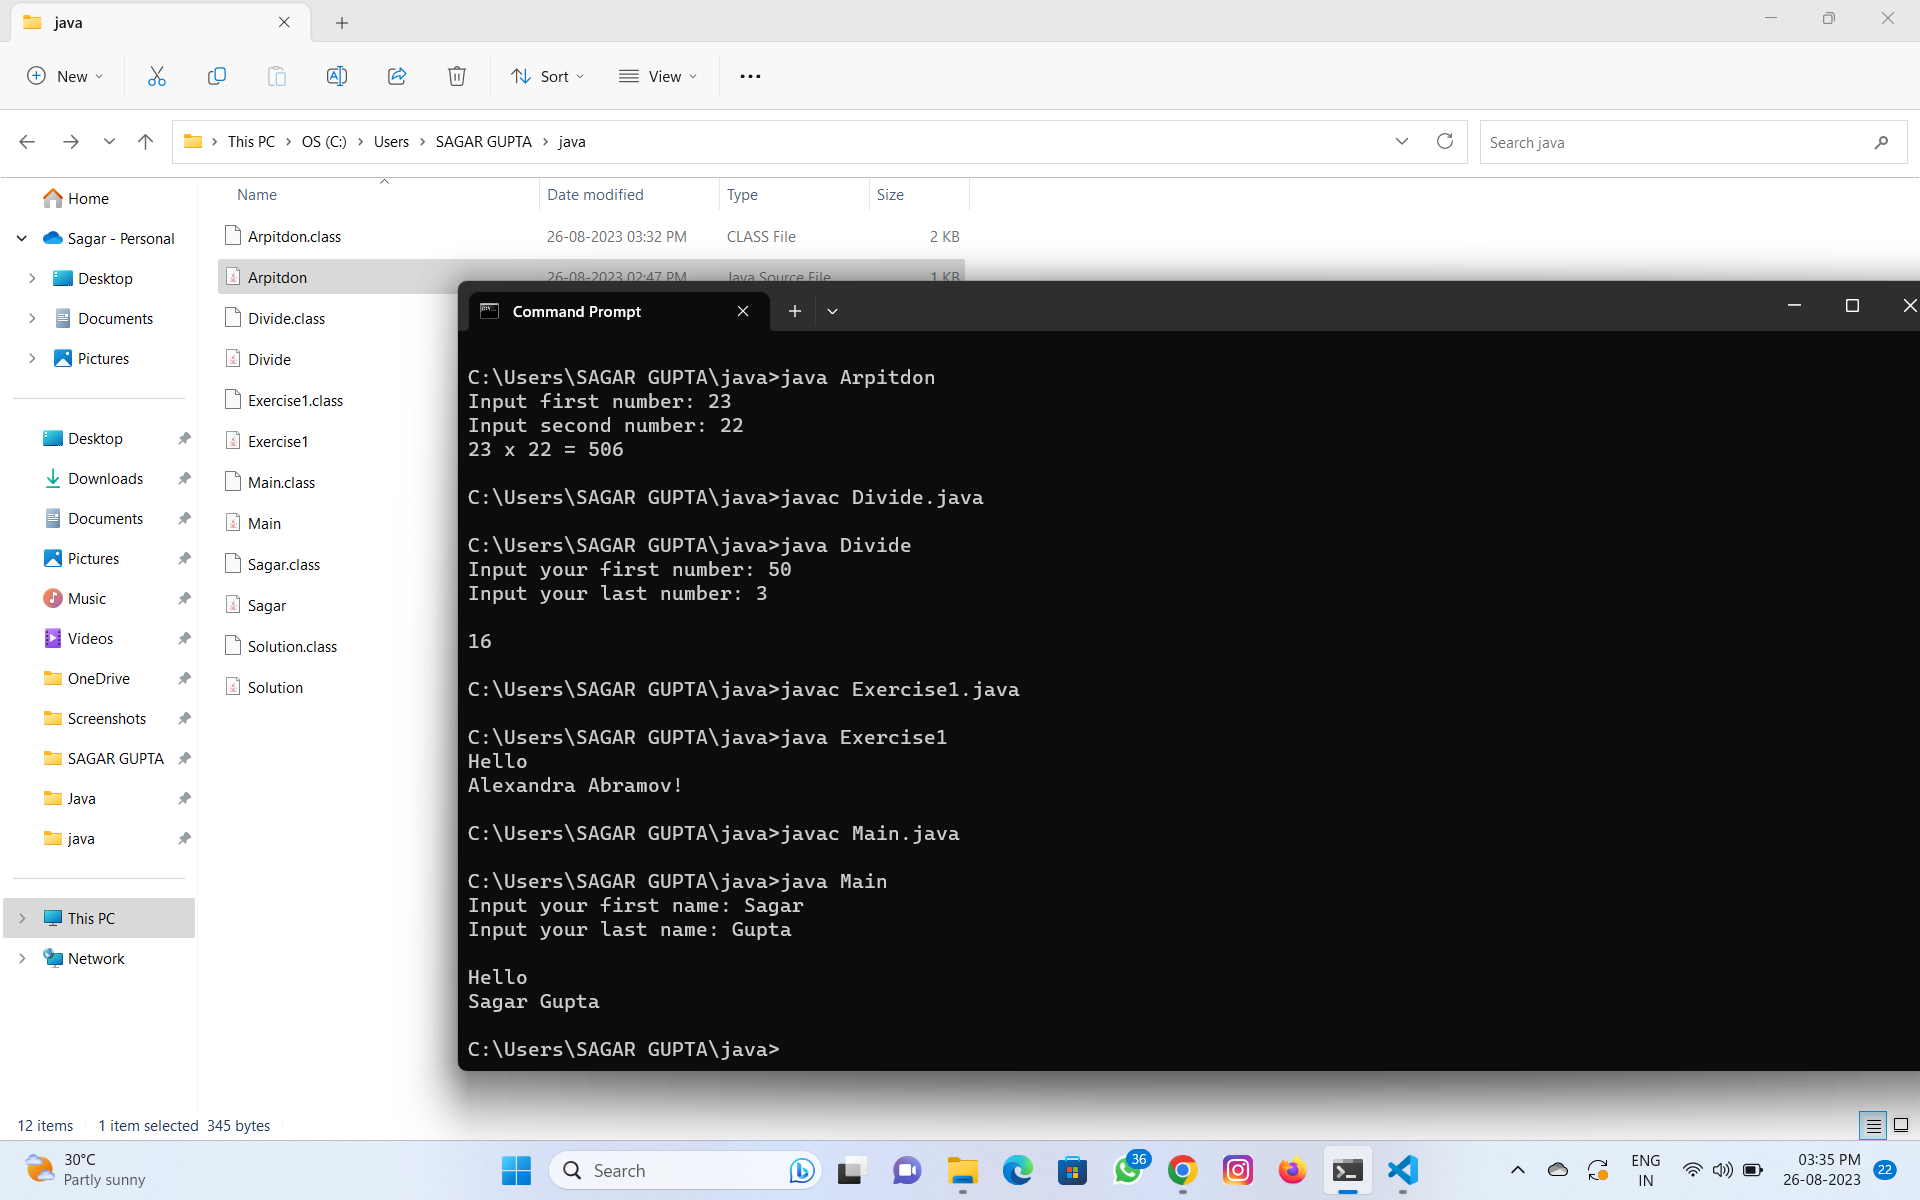 java
New
Sort
View
This PC
OS (C:)
Users
SAGAR GUPTA
java
Search java
Home
Sagar - Personal
Desktop
Documents
Pictures
Desktop
Downloads
Documents
Pictures
Music
Videos
OneDrive
Screenshots
SAGAR GUPTA
Java
java
This PC
Network
Name Date modified Type Size
Arpitdon.class 26-08-2023 03:32 PM CLASS File 2 KB
Arpitdon 26-08-2023 02:47 PM Java Source File 1 KB
Divide.class
Divide
Exercise1.class
Exercise1
Main.class
Main
Sagar.class
Sagar
Solution.class
Solution
Command Prompt
C:\Users\SAGAR GUPTA\java>java Arpitdon
Input first number: 23
Input second number: 22
23 x 22 = 506
C:\Users\SAGAR GUPTA\java>javac Divide.java
C:\Users\SAGAR GUPTA\java>java Divide
Input your first number: 50
Input your last number: 3
16
C:\Users\SAGAR GUPTA\java>javac Exercise1.java
C:\Users\SAGAR GUPTA\java>java Exercise1
Hello
Alexandra Abramov!
C:\Users\SAGAR GUPTA\java>javac Main.java
C:\Users\SAGAR GUPTA\java>java Main
Input your first name: Sagar
Input your last name: Gupta
Hello
Sagar Gupta
C:\Users\SAGAR GUPTA\java>
12 items 1 item selected 345 bytes
30°C
Partly sunny
Search
36
ENG
IN
03:35 PM
26-08-2023
22